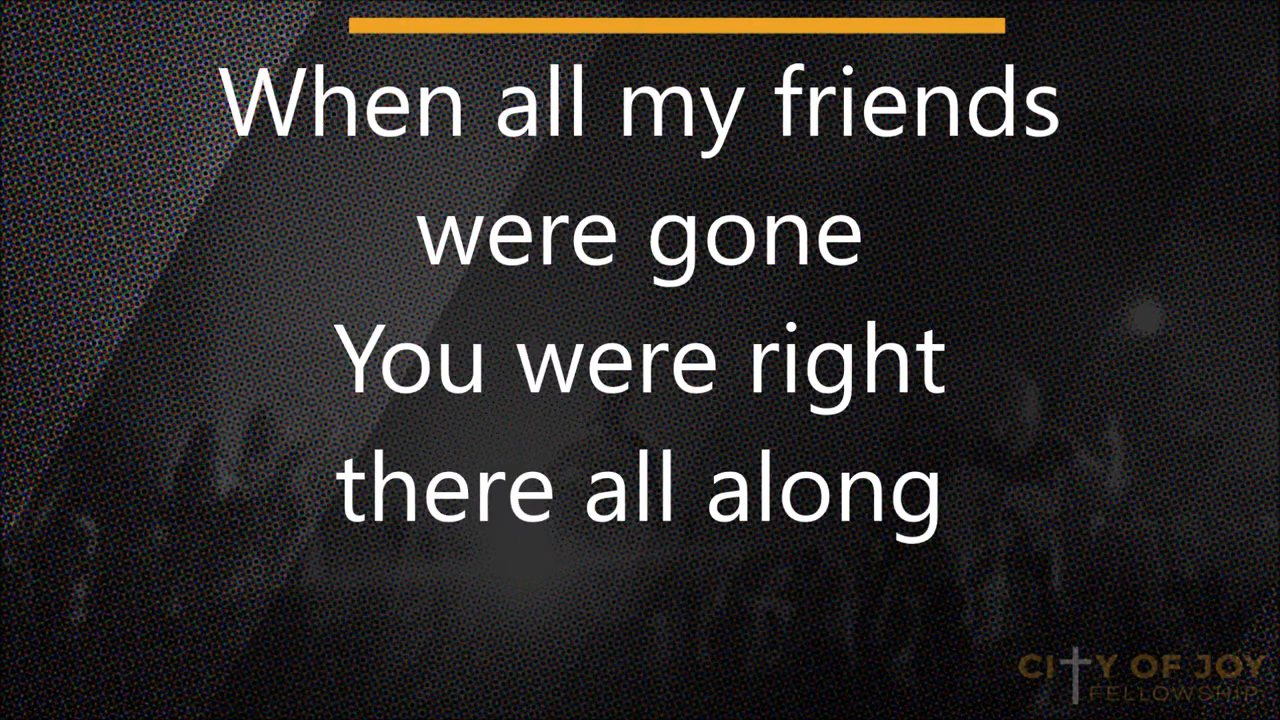 When all my friends
were gone
You were right
there all along
CITY OF JOY
FELLOWSHIP